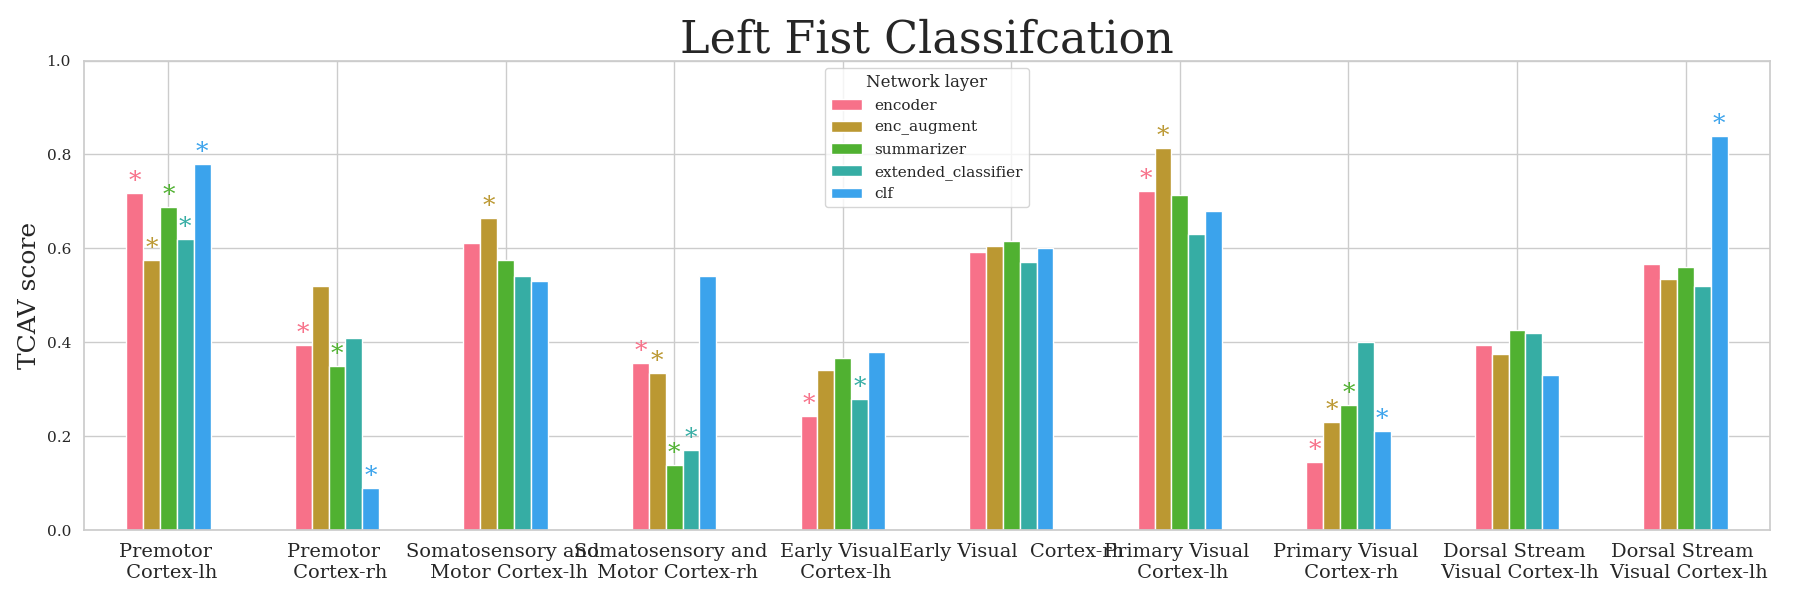 Left Fist Classifcation
TCAV score
1.0
0.8
0.6
0.4
0.2
0.0
Network layer
encoder
enc_augment
summarizer
extended_classifier
clf
Premotor
Cortex-lh
Premotor
Cortex-rh
Somatosensory and
Motor Cortex-lh
Somatosensory and
Motor Cortex-rh
Early Visual
Cortex-lh
Early Visual Cortex-rh
Primary Visual
Cortex-lh
Primary Visual
Cortex-rh
Dorsal Stream
Visual Cortex-lh
Dorsal Stream
Visual Cortex-lh